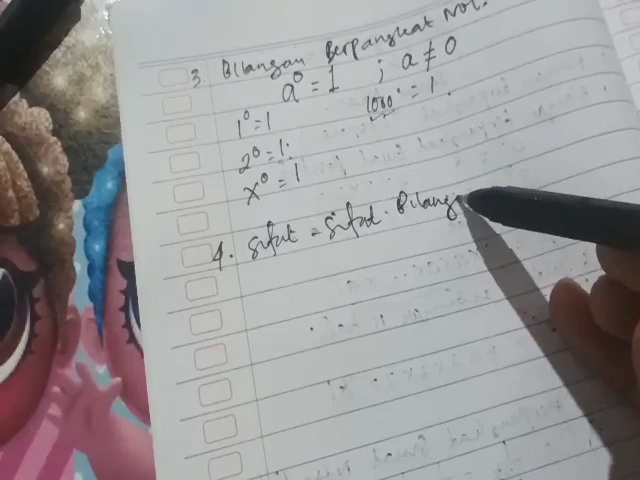 3 Bilangan Berpangkat Nol.
a⁰ = 1 ; a ≠ 0
1⁰ = 1 1000⁰ = 1.
2⁰ = 1.
x⁰ = 1
4. Sifat = Sifat. Bilang